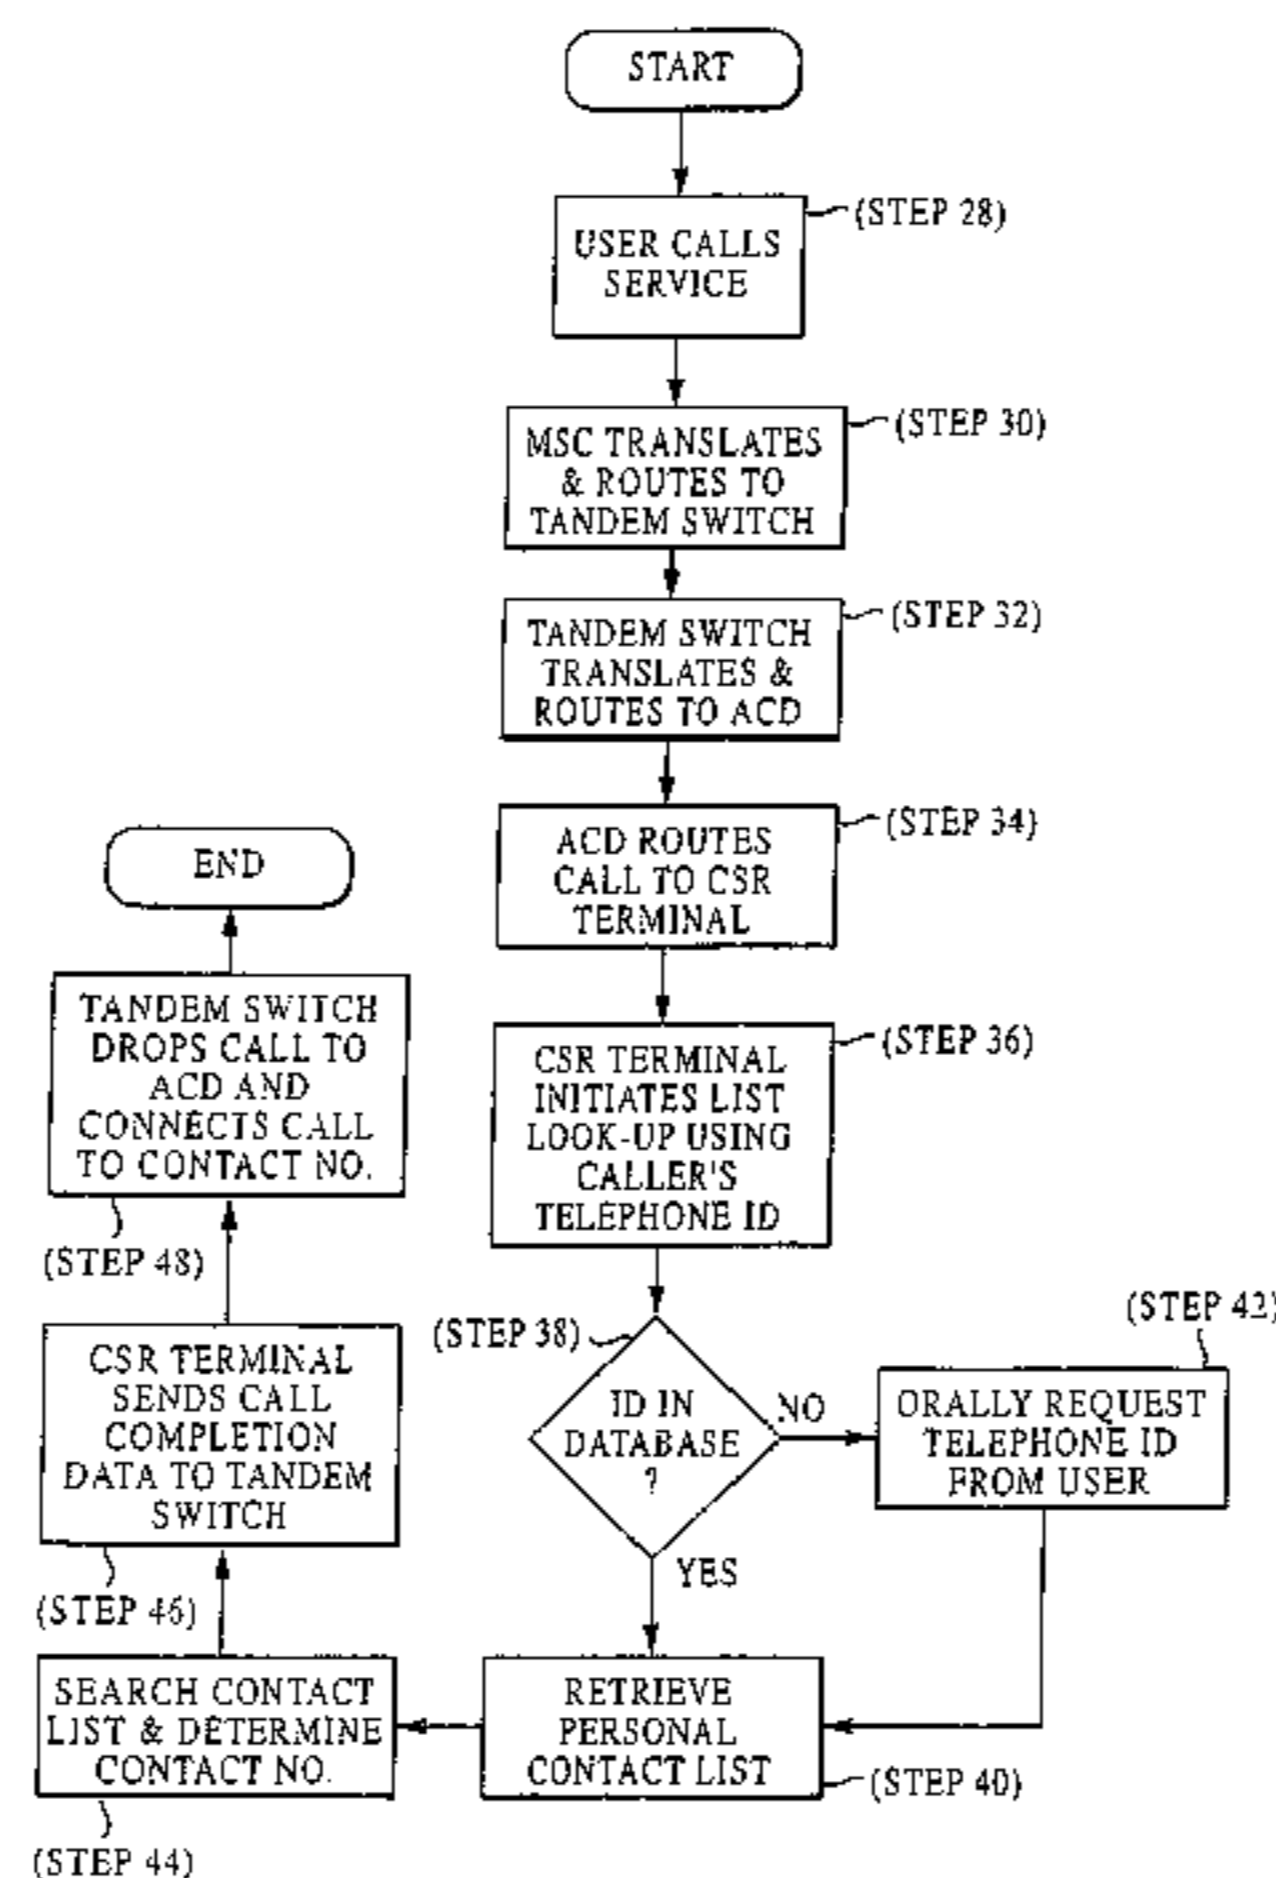 START
(STEP 28)
USER CALLS
SERVICE
(STEP 30)
MSC TRANSLATES
& ROUTES TO
TANDEM SWITCH
(STEP 32)
TANDEM SWITCH
TRANSLATES &
ROUTES TO ACD
(STEP 34)
ACD ROUTES
CALL TO CSR
TERMINAL
(STEP 36)
CSR TERMINAL
INITIATES LIST
LOOK-UP USING
CALLER'S
TELEPHONE ID
(STEP 38)
ID IN
DATABASE
?
NO
YES
(STEP 42)
ORALLY REQUEST
TELEPHONE ID
FROM USER
RETRIEVE
PERSONAL
CONTACT LIST
(STEP 40)
SEARCH CONTACT
LIST & DETERMINE
CONTACT NO.
(STEP 44)
CSR TERMINAL
SENDS CALL
COMPLETION
DATA TO TANDEM
SWITCH
(STEP 46)
TANDEM SWITCH
DROPS CALL TO
ACD AND
CONNECTS CALL
TO CONTACT NO.
(STEP 48)
END